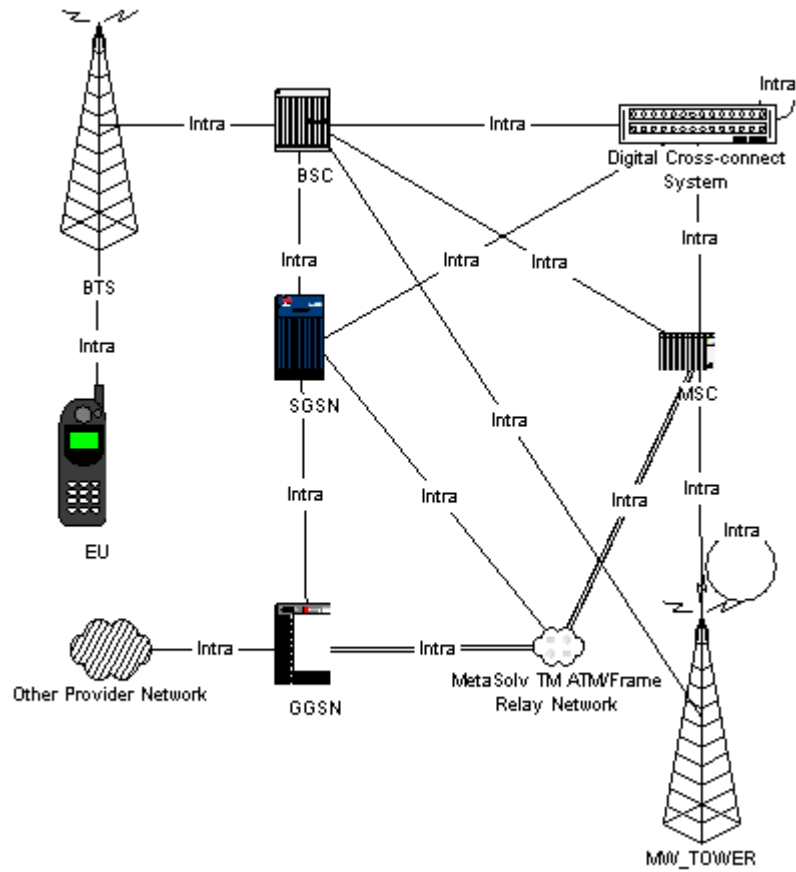 Intra
Intra
Intra
Digital Cross-connect
System
BSC
Intra
Intra
Intra
Intra
BTS
Intra
SGSN
MSC
Intra
Intra
Intra
Intra
Intra
Intra
EU
Intra
Intra
Intra
Other Provider Network
GGSN
MetaSolv TM ATM/Frame
Relay Network
MW_TOWER